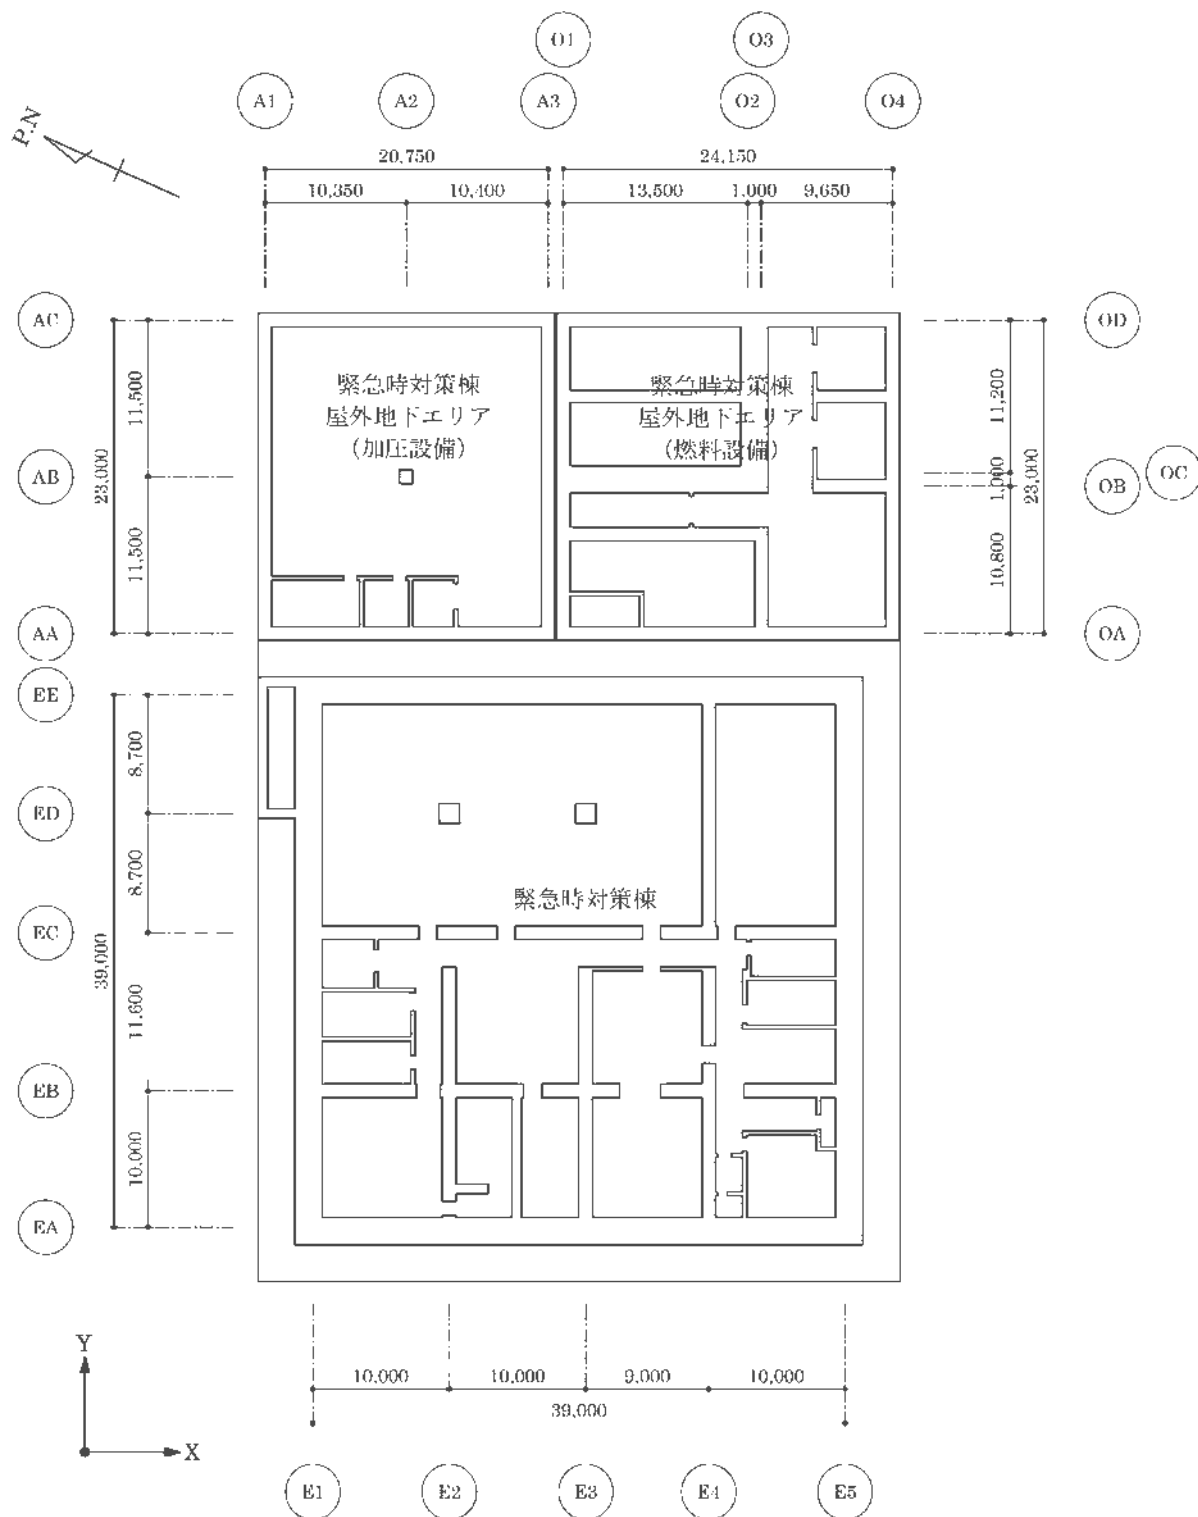 O1
O3
A1
A2
A3
O2
O4
P.N
20,750
24,150
10,350
10,400
13,500
1,000
9,650
AC
OD
11,500
11,200
緊急時対策棟
屋外地下エリア
（加圧設備）
緊急時対策棟
屋外地下エリア
（燃料設備）
AB
23,000
1,000
23,000
OB
OC
11,500
10,800
AA
OA
EE
8,700
ED
8,700
緊急時対策棟
EC
39,000
11,600
EB
10,000
EA
Y
X
10,000
10,000
9,000
10,000
39,000
E1
E2
E3
E4
E5